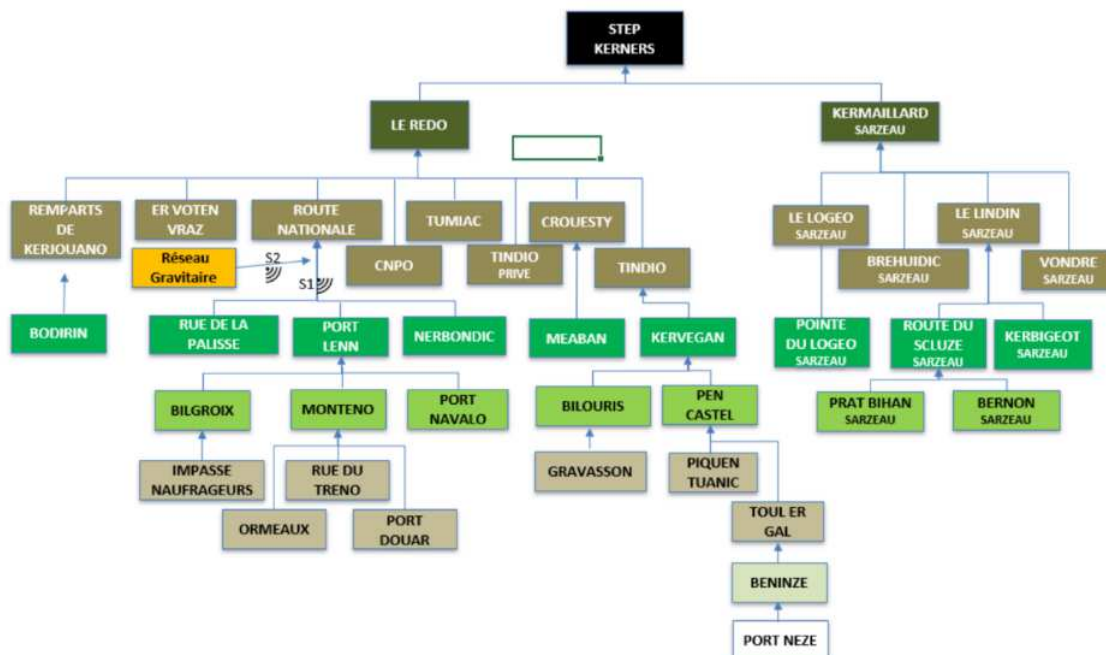 STEP
KERNERS
LE REDO
KERMAILLARD
SARZEAU
REMPARTS
DE
KERJOUANO
ER VOTEN
VRAZ
ROUTE
NATIONALE
CNPO
TUMIAC
TINDIO
PRIVE
CROUESTY
TINDIO
LE LOGEO
SARZEAU
BREHUIDIC
SARZEAU
LE LINDIN
SARZEAU
VONDRE
SARZEAU
Réseau
Gravitaire
S2
S1
BODIRIN
RUE DE LA
PALISSE
PORT
LENN
NERBONDIC
MEABAN
KERVEGAN
POINTE
DU LOGEO
SARZEAU
ROUTE DU
SCLUZE
SARZEAU
KERBIGEOT
SARZEAU
BILGROIX
MONTENO
PORT
NAVALO
BILOURIS
PEN
CASTEL
PRAT BIHAN
SARZEAU
BERNON
SARZEAU
IMPASSE
NAUFRAGEURS
RUE DU
TRENO
GRAVASSON
PIQUEN
TUANIC
ORMEAUX
PORT
DOUAR
TOUL ER
GAL
BENINZE
PORT NEZE